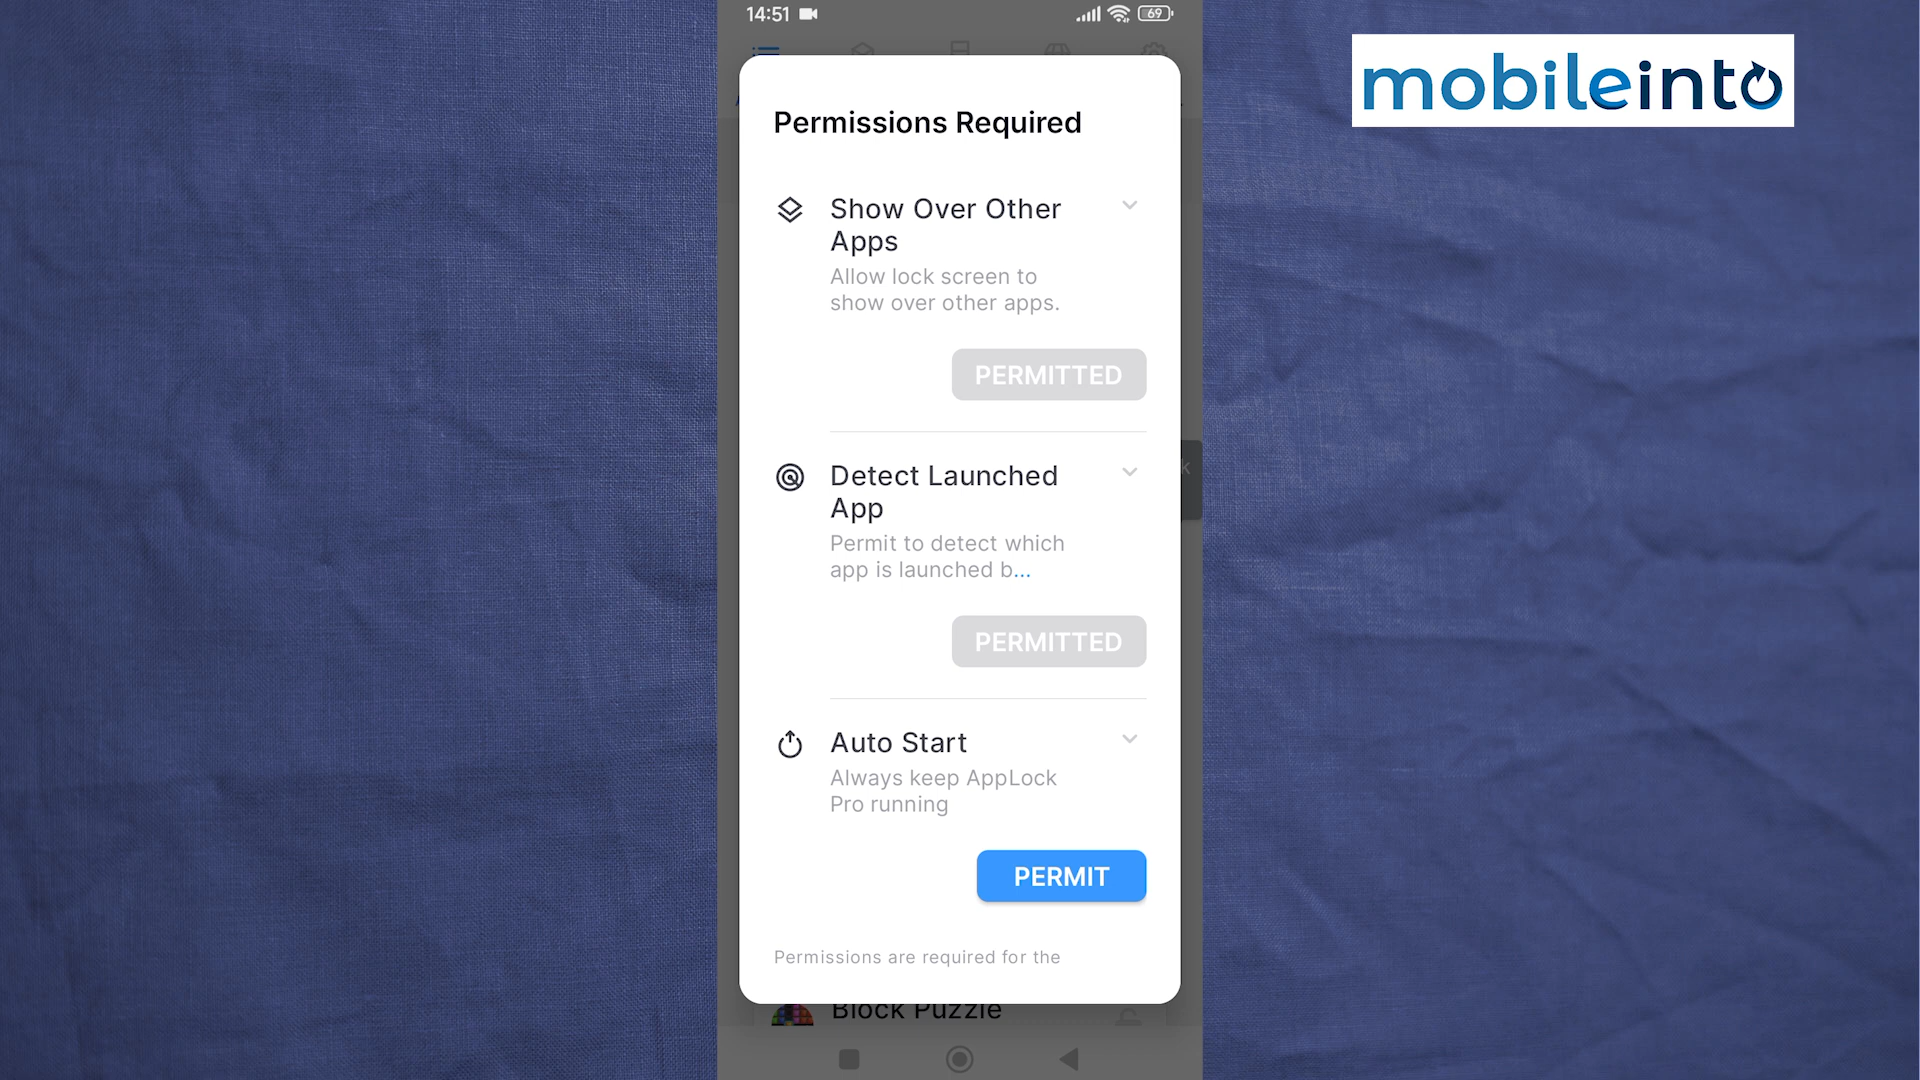 14:51
69
mobileinto
Permissions Required
Show Over Other
Apps
Allow lock screen to
show over other apps.
PERMITTED
Detect Launched
App
Permit to detect which
app is launched b...
PERMITTED
Auto Start
Always keep AppLock
Pro running
PERMIT
Permissions are required for the
Block Puzzle